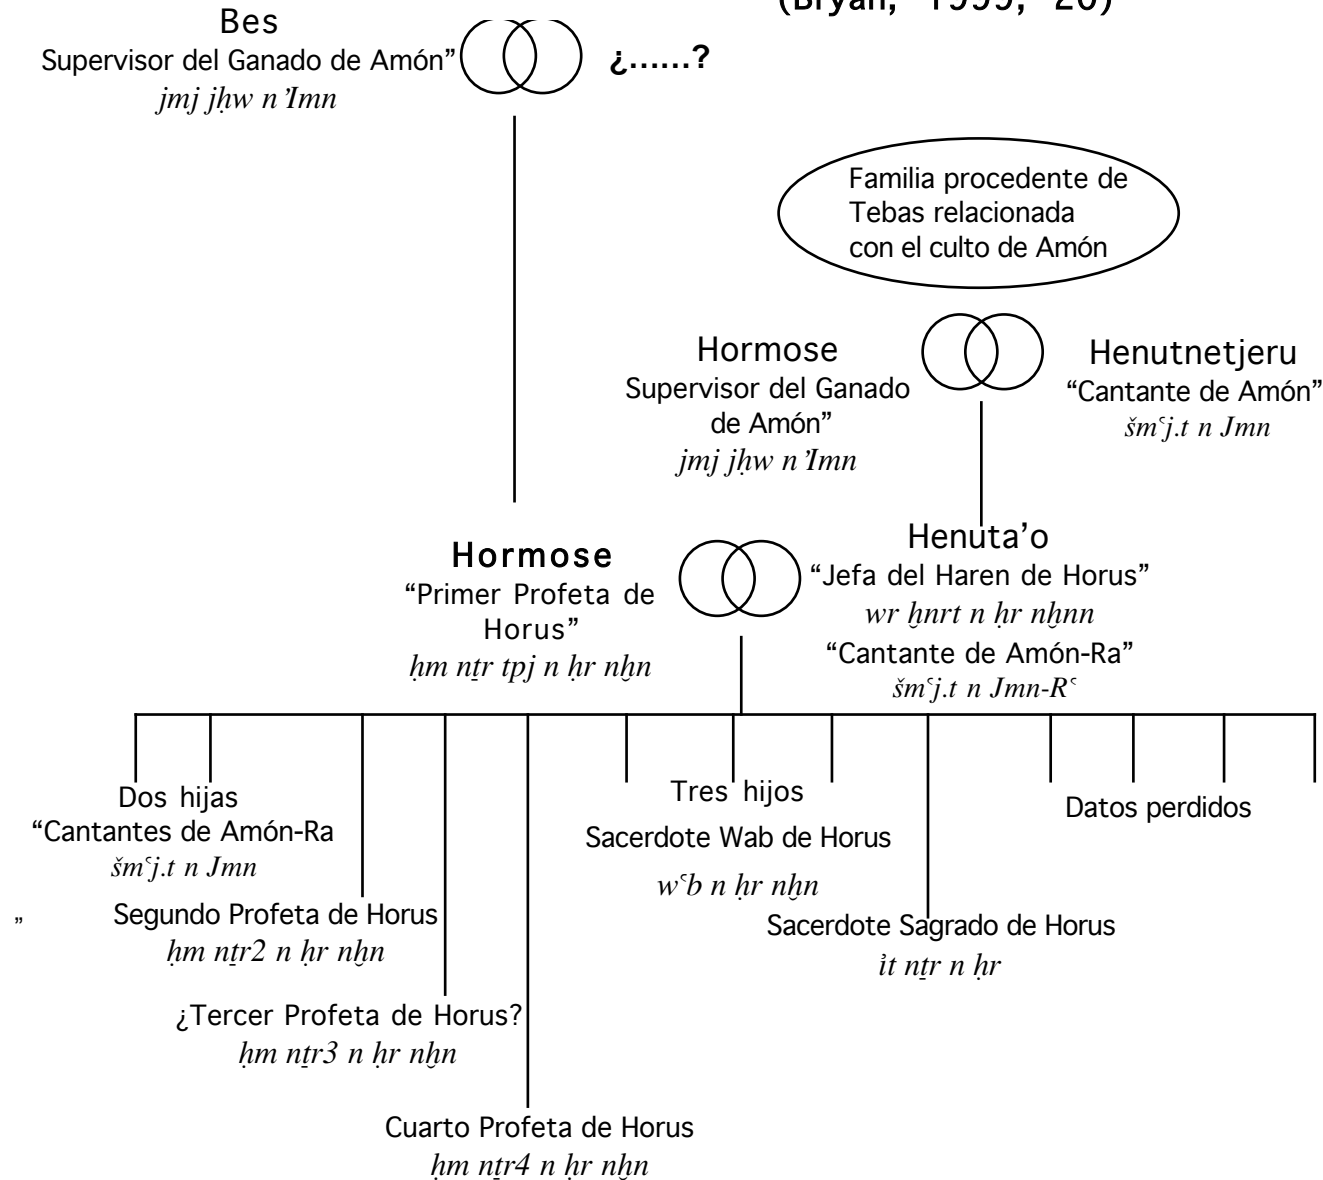 (Bryan, 1999, 20)
Bes
Supervisor del Ganado de Amón”
jmj jḥw n ’Imn
¿......?
Familia procedente de
Tebas relacionada
con el culto de Amón
Hormose
Supervisor del Ganado
de Amón”
jmj jḥw n ’Imn
Henutnetjeru
“Cantante de Amón”
šmꜥj.t n Jmn
Hormose
“Primer Profeta de
Horus”
ḥm nṯr tpj n ḥr nḫn
Henuta’o
“Jefa del Haren de Horus”
wr ḫnrt n ḥr nḫnn
“Cantante de Amón-Ra”
šmꜥj.t n Jmn-Rꜥ
Dos hijas
“Cantantes de Amón-Ra
šmꜥj.t n Jmn
”
Segundo Profeta de Horus
ḥm nṯr2 n ḥr nḫn
¿Tercer Profeta de Horus?
ḥm nṯr3 n ḥr nḫn
Cuarto Profeta de Horus
ḥm nṯr4 n ḥr nḫn
Tres hijos
Sacerdote Wab de Horus
wꜥb n ḥr nḫn
Sacerdote Sagrado de Horus
ỉt nṯr n ḥr
Datos perdidos